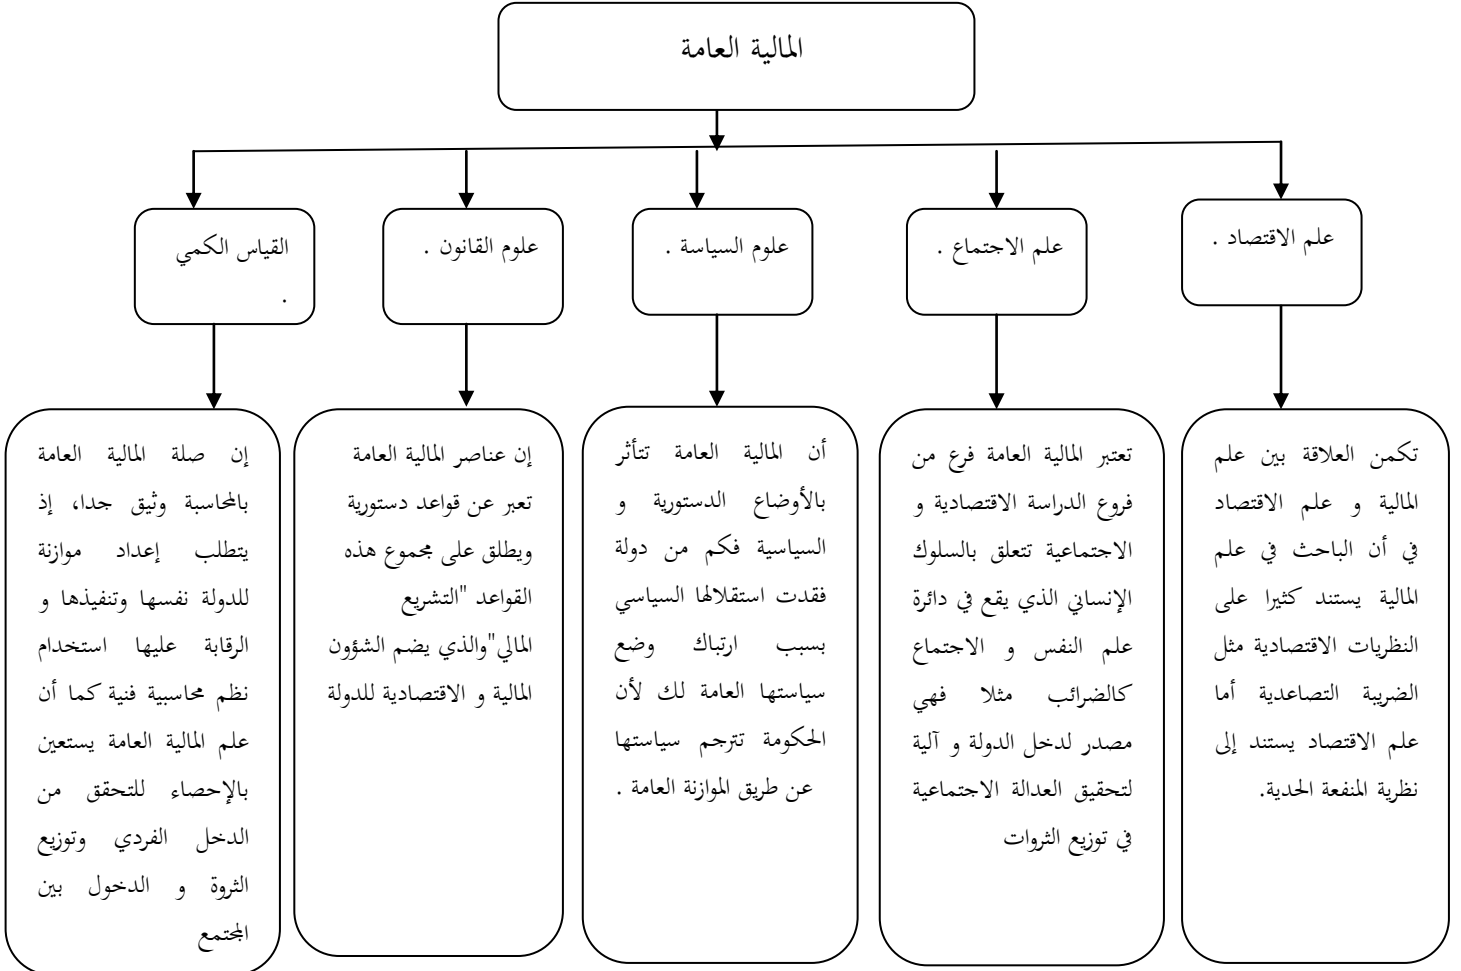 المالية العامة
علم الاقتصاد .
علم الاجتماع .
علوم السياسة .
علوم القانون .
القياس الكمي
.
تكمن العلاقة بين علم
المالية و علم الاقتصاد
في أن الباحث في علم
المالية يستند كثيرا على
النظريات الاقتصادية مثل
الضريبة التصاعدية أما
علم الاقتصاد يستند إلى
نظرية المنفعة الحدية.
تعتبر المالية العامة فرع من
فروع الدراسة الاقتصادية و
الاجتماعية تتعلق بالسلوك
الإنساني الذي يقع في دائرة
علم النفس و الاجتماع
كالضرائب مثلا فهي
مصدر لدخل الدولة و آلية
لتحقيق العدالة الاجتماعية
في توزيع الثروات
أن المالية العامة تتأثر
بالأوضاع الدستورية و
السياسية فكم من دولة
فقدت استقلالها السياسي
بسبب ارتباك وضع
سياستها العامة لك لأن
الحكومة تترجم سياستها
عن طريق الموازنة العامة .
إن عناصر المالية العامة
تعبر عن قواعد دستورية
ويطلق على مجموع هذه
القواعد "التشريع
المالي"والذي يضم الشؤون
المالية و الاقتصادية للدولة
إن صلة المالية العامة
بالمحاسبة وثيق جدا، إذ
يتطلب إعداد موازنة
للدولة نفسها وتنفيذها و
الرقابة عليها استخدام
نظم محاسبية فنية كما أن
علم المالية العامة يستعين
بالإحصاء للتحقق من
الدخل الفردي وتوزيع
الثروة و الدخول بين
المجتمع